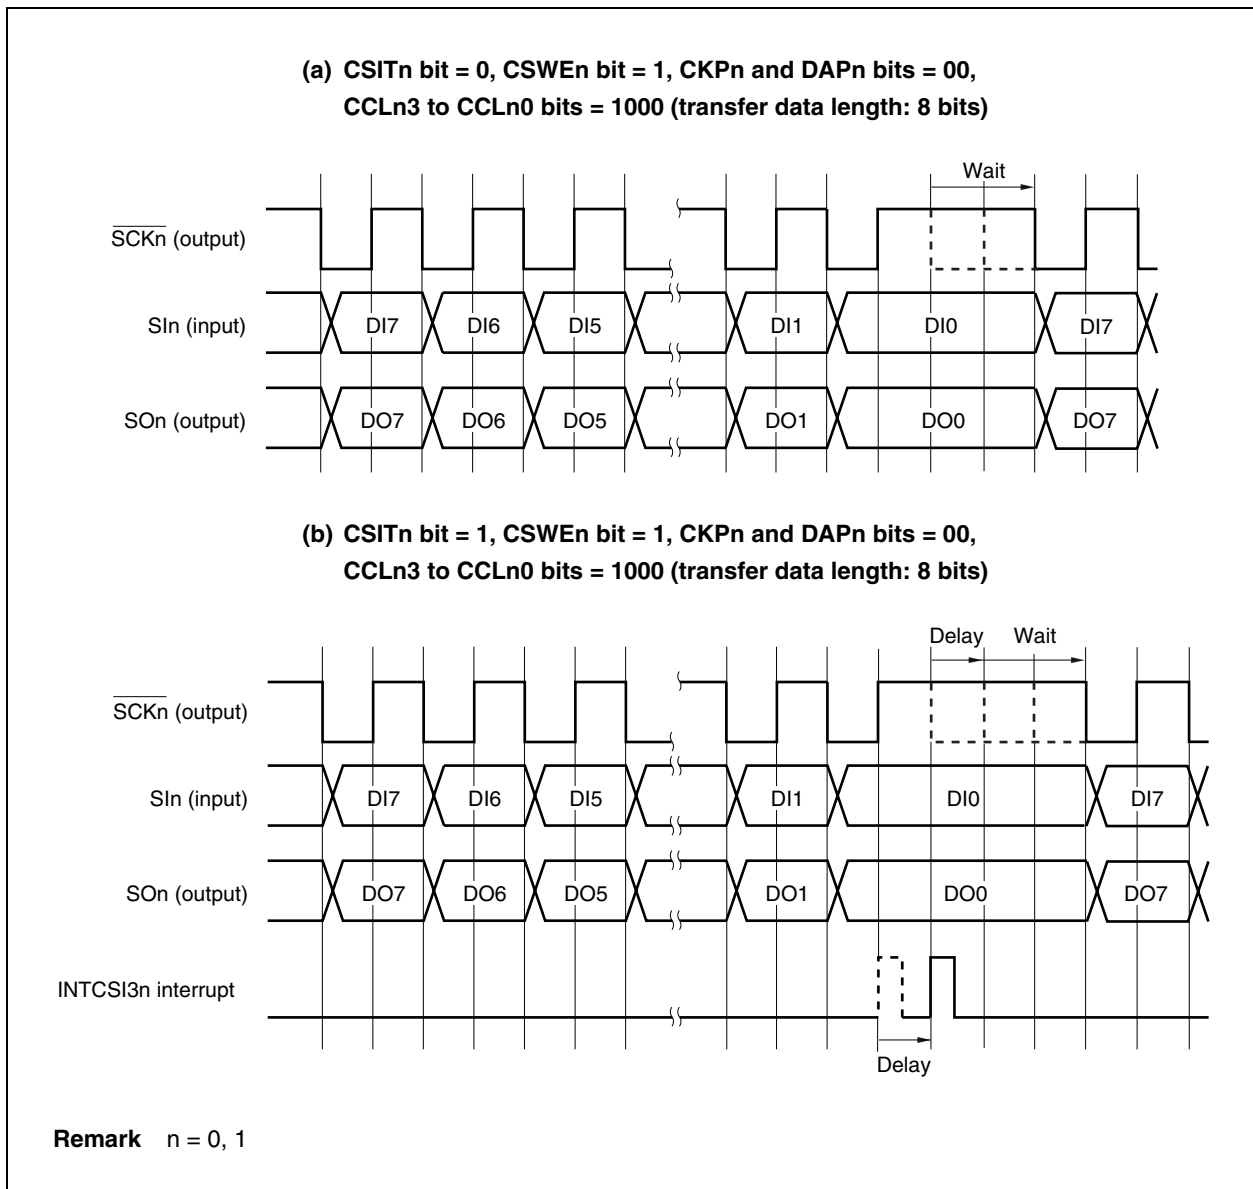 (a) CSITn bit = 0, CSWEn bit = 1, CKPn and DAPn bits = 00,
CCLn3 to CCLn0 bits = 1000 (transfer data length: 8 bits)
Wait
SCKn (output)
SIn (input)
DI7 DI6 DI5 DI1 DI0 DI7
SOn (output)
DO7 DO6 DO5 DO1 DO0 DO7
(b) CSITn bit = 1, CSWEn bit = 1, CKPn and DAPn bits = 00,
CCLn3 to CCLn0 bits = 1000 (transfer data length: 8 bits)
Delay Wait
SCKn (output)
SIn (input)
DI7 DI6 DI5 DI1 DI0 DI7
SOn (output)
DO7 DO6 DO5 DO1 DO0 DO7
INTCSI3n interrupt
Delay
Remark n = 0, 1